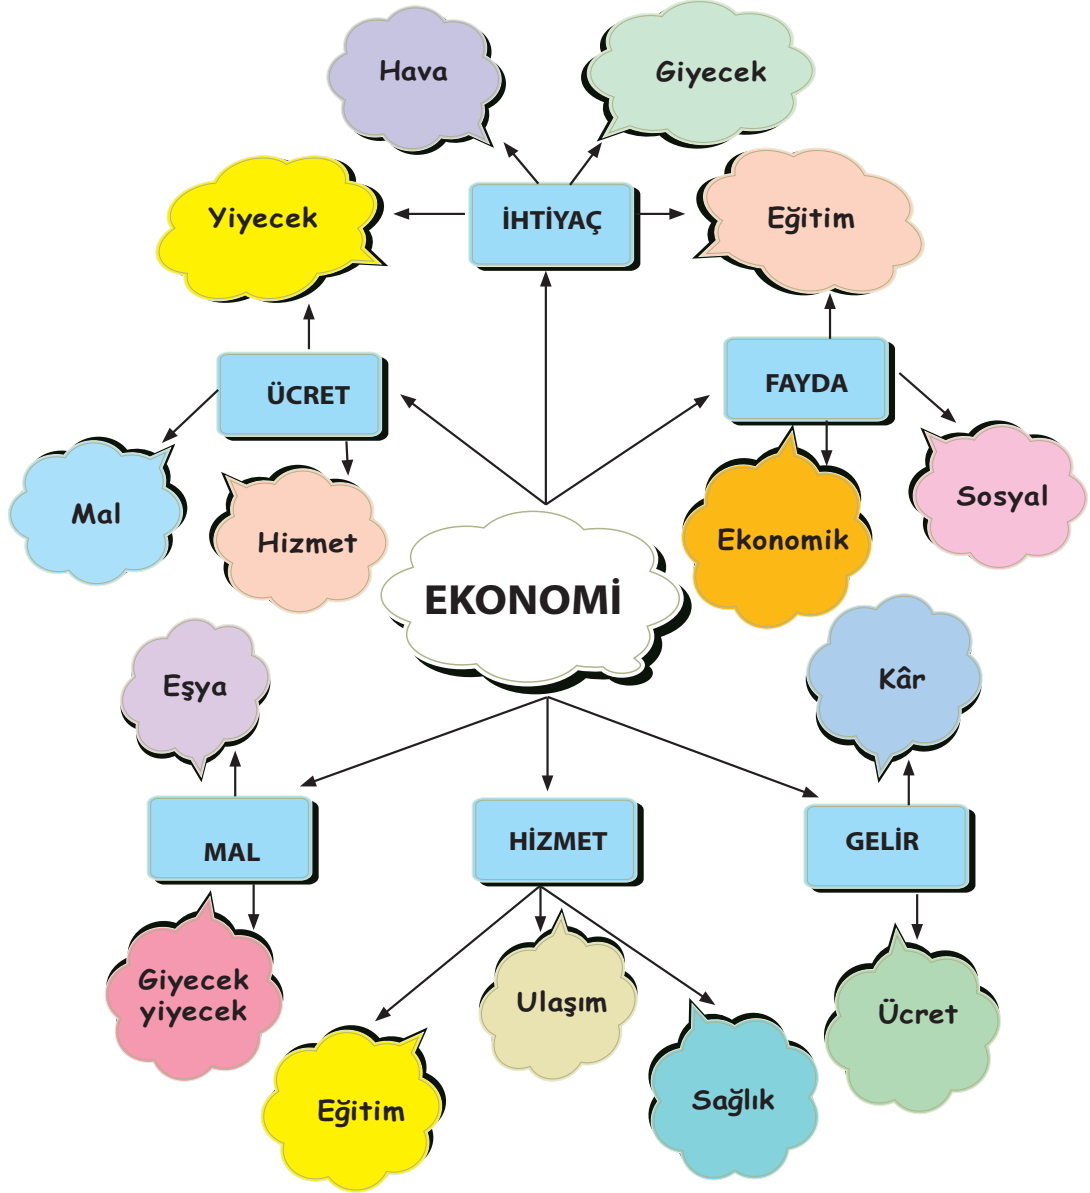 Hava
Giyecek
Yiyecek
İHTİYAÇ
Eğitim
ÜCRET
FAYDA
Mal
Hizmet
Ekonomik
Sosyal
EKONOMİ
Eşya
Kâr
MAL
HİZMET
GELİR
Giyecek
yiyecek
Ulaşım
Ücret
Eğitim
Sağlık